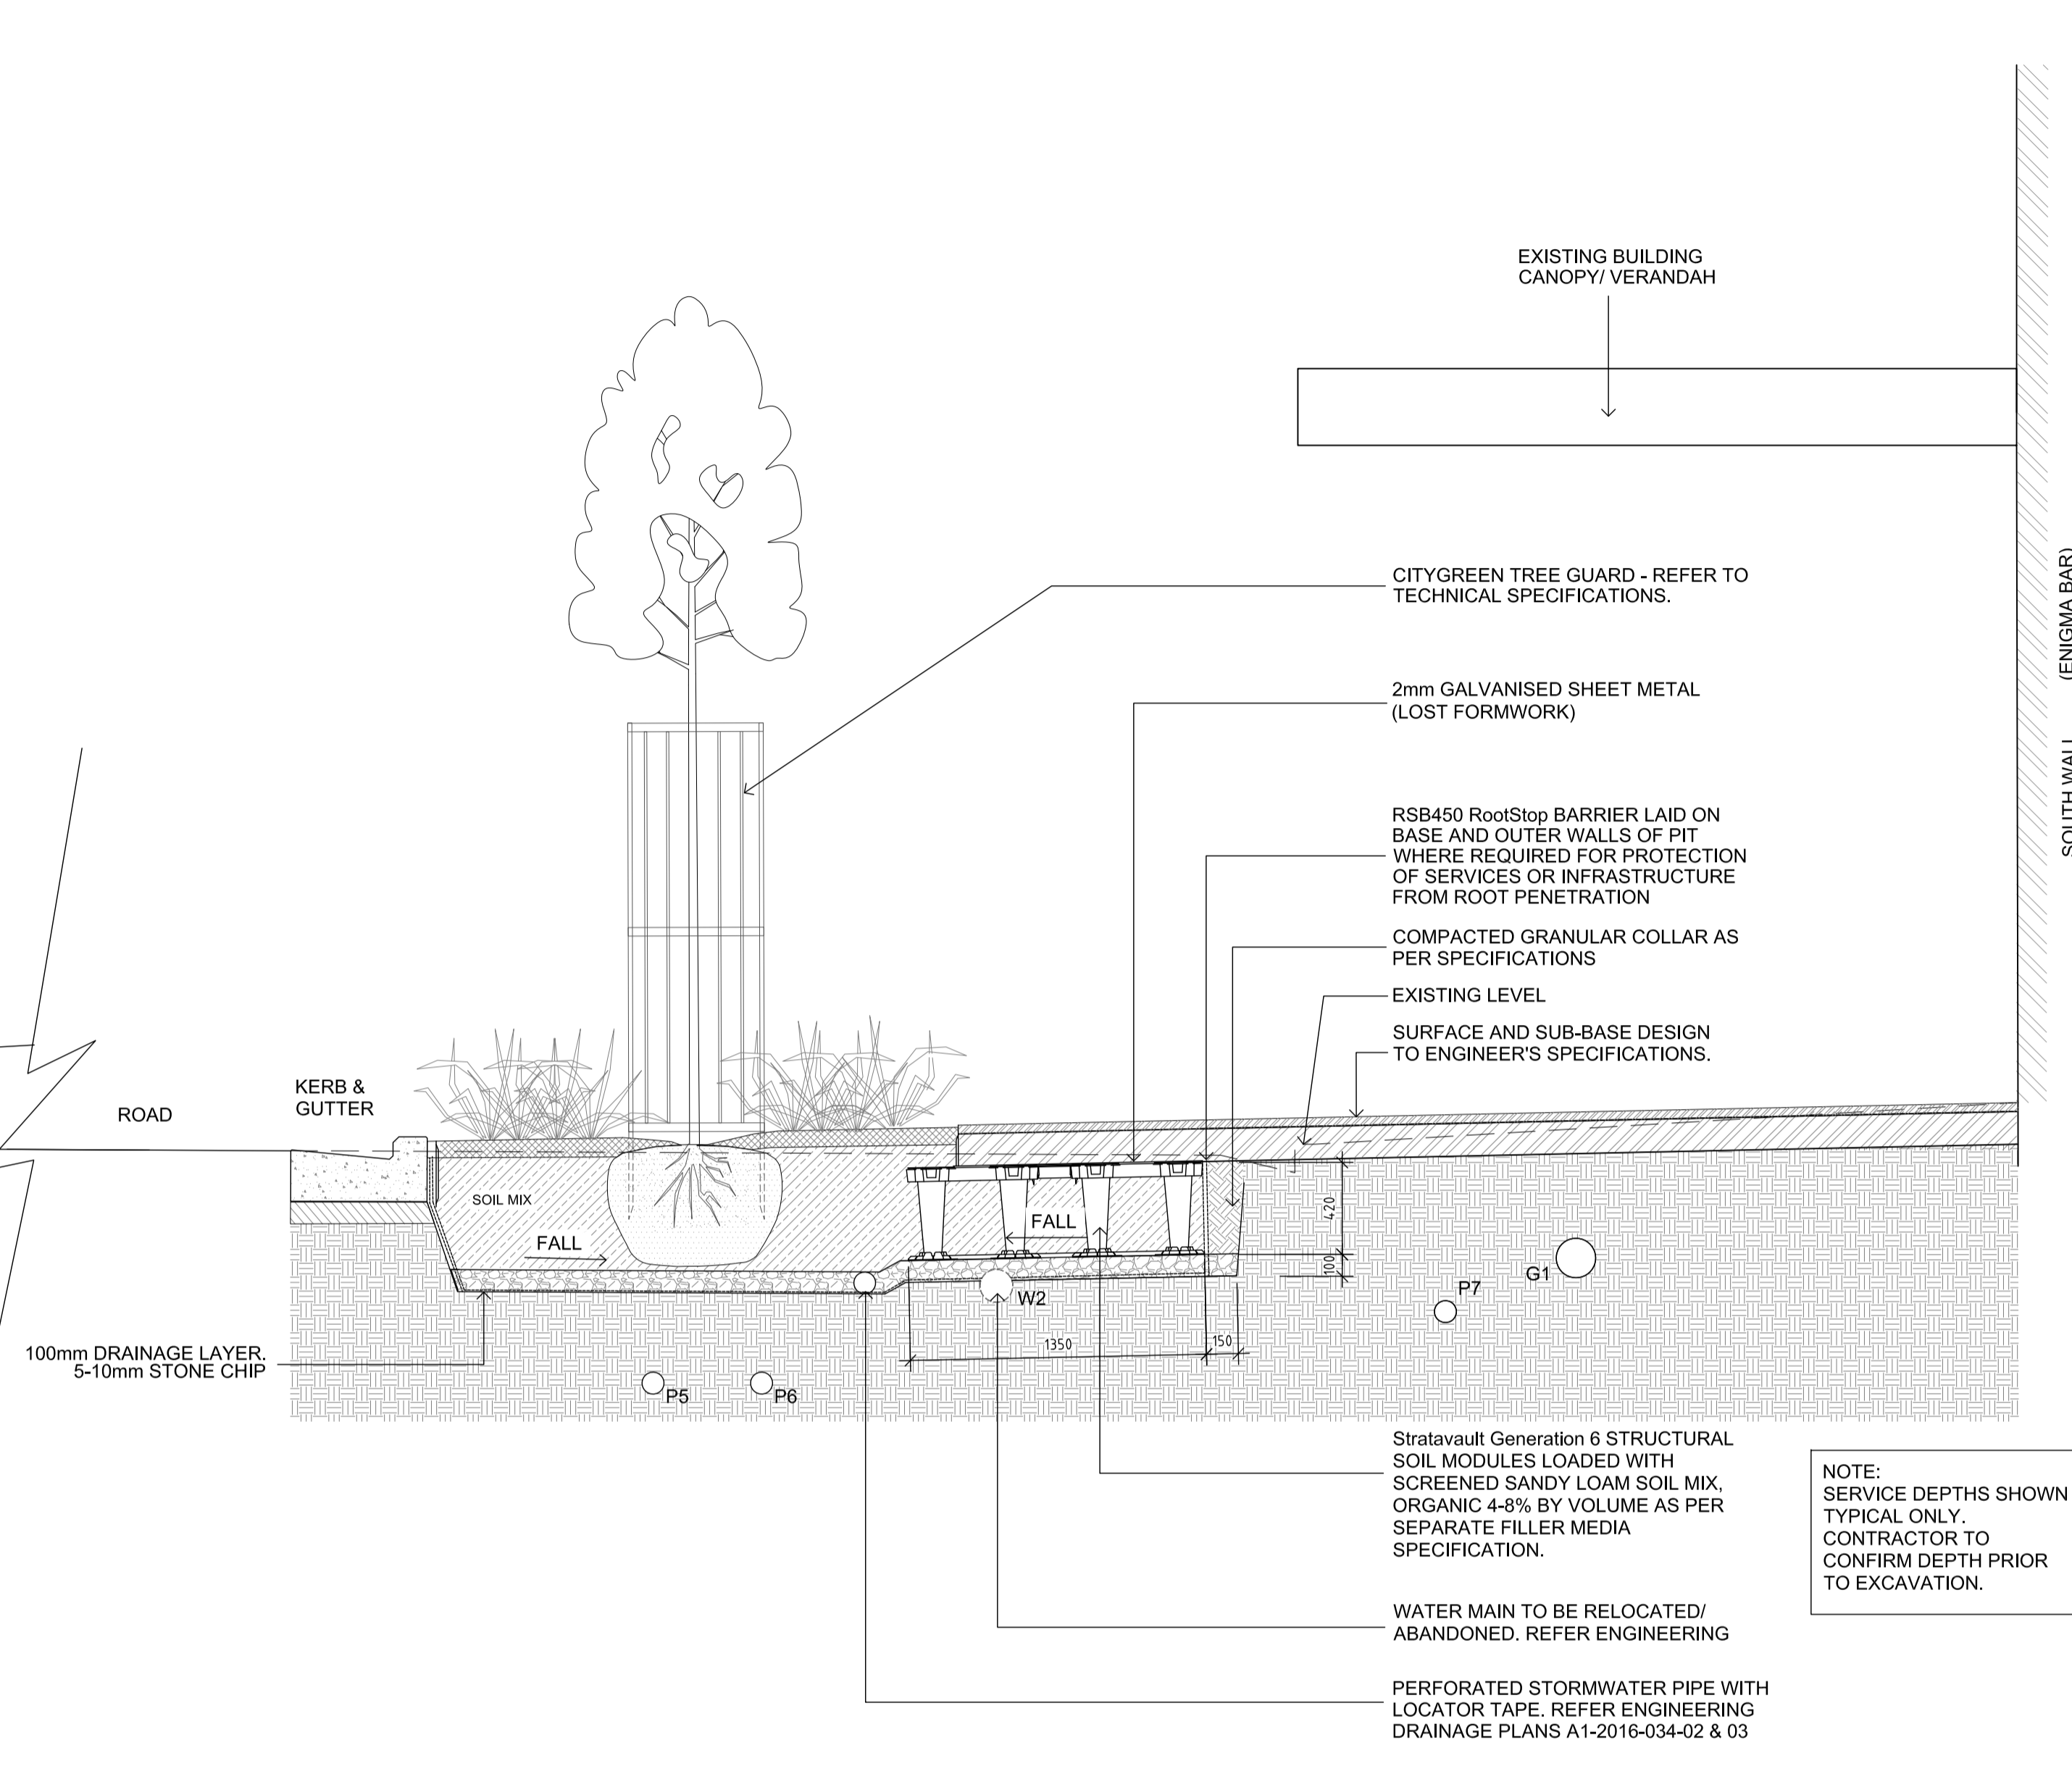 EXISTING BUILDING
CANOPY/ VERANDAH
CITYGREEN TREE GUARD - REFER TO
TECHNICAL SPECIFICATIONS.
2mm GALVANISED SHEET METAL
(LOST FORMWORK)
RSB450 RootStop BARRIER LAID ON
BASE AND OUTER WALLS OF PIT
WHERE REQUIRED FOR PROTECTION
OF SERVICES OR INFRASTRUCTURE
FROM ROOT PENETRATION
COMPACTED GRANULAR COLLAR AS
PER SPECIFICATIONS
EXISTING LEVEL
SURFACE AND SUB-BASE DESIGN
TO ENGINEER'S SPECIFICATIONS.
SOUTH WALL (ENIGMA BAR)
ROAD
KERB &
GUTTER
SOIL MIX
FALL
FALL
420
100
1350
150
W2
G1
P7
P5
P6
100mm DRAINAGE LAYER.
5-10mm STONE CHIP
Stratavault Generation 6 STRUCTURAL
SOIL MODULES LOADED WITH
SCREENED SANDY LOAM SOIL MIX,
ORGANIC 4-8% BY VOLUME AS PER
SEPARATE FILLER MEDIA
SPECIFICATION.
WATER MAIN TO BE RELOCATED/
ABANDONED. REFER ENGINEERING
PERFORATED STORMWATER PIPE WITH
LOCATOR TAPE. REFER ENGINEERING
DRAINAGE PLANS A1-2016-034-02 & 03
NOTE:
SERVICE DEPTHS SHOWN
TYPICAL ONLY.
CONTRACTOR TO
CONFIRM DEPTH PRIOR
TO EXCAVATION.